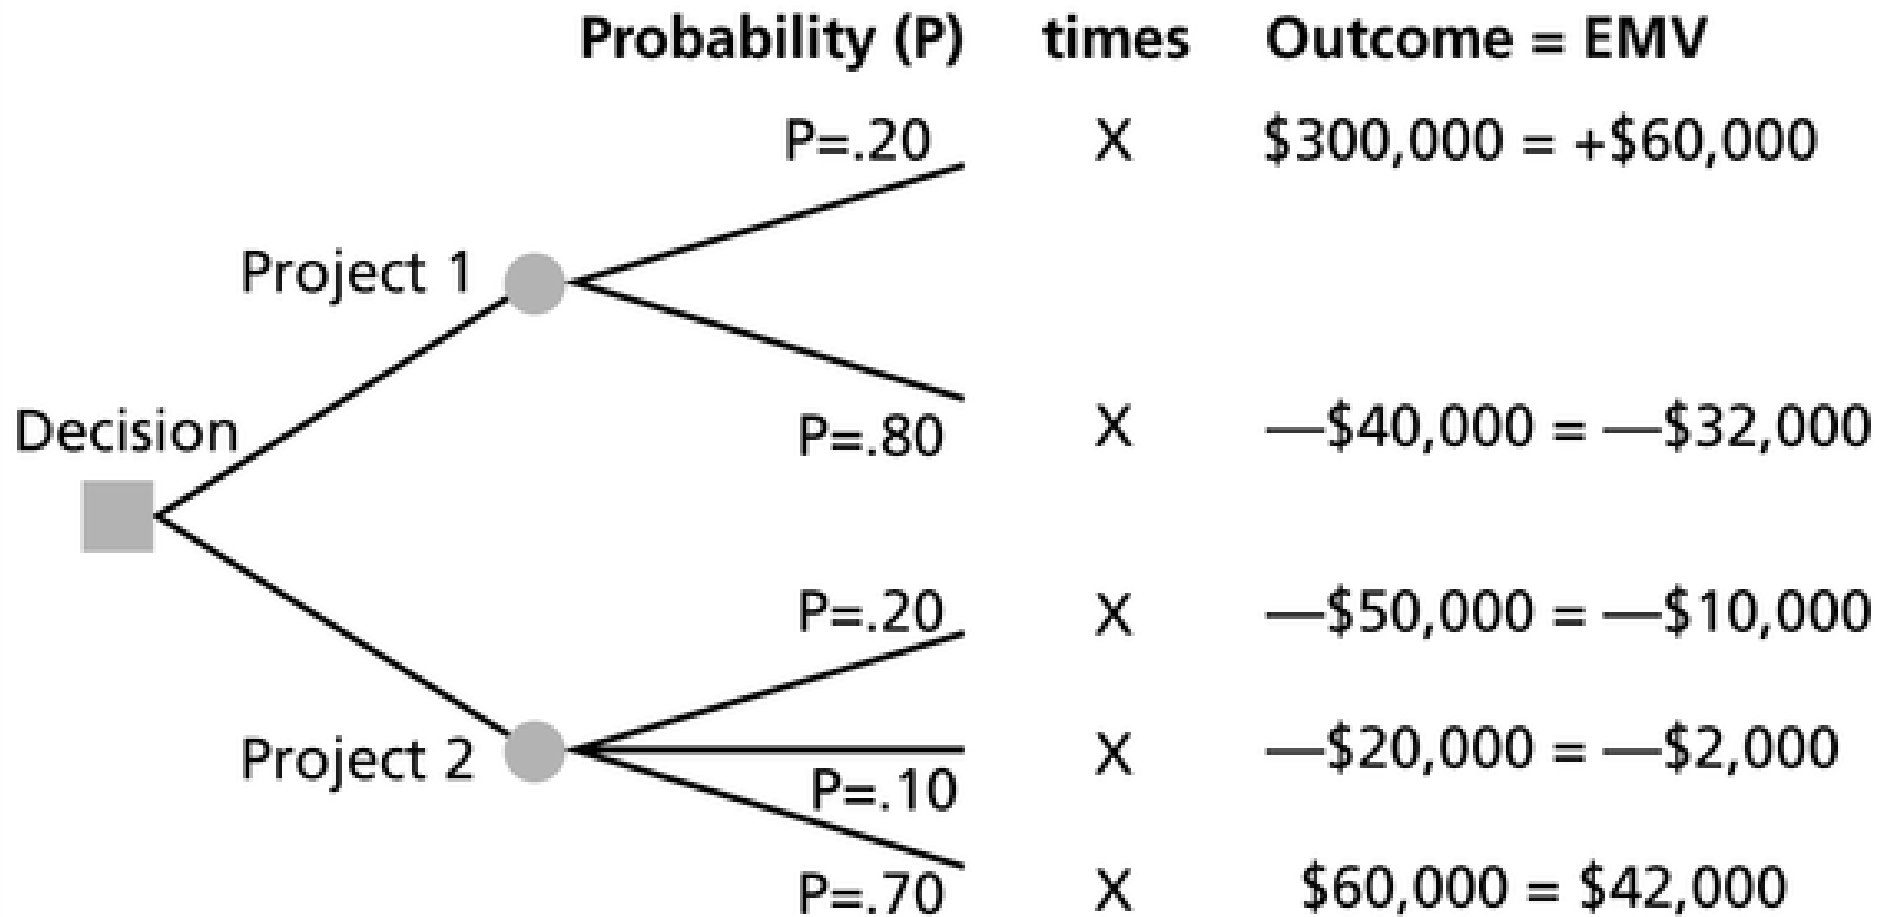 Probability (P) times Outcome = EMV
P=.20 X $300,000 = +$60,000
Project 1
P=.80 X —$40,000 = —$32,000
Decision
P=.20 X —$50,000 = —$10,000
Project 2 X —$20,000 = —$2,000
P=.10
P=.70 X $60,000 = $42,000